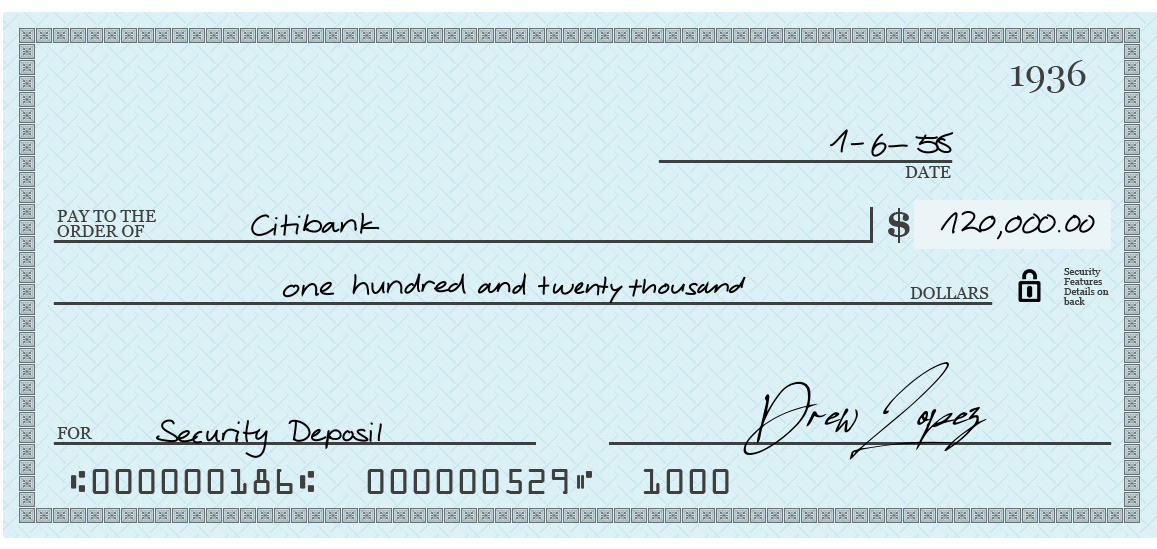 1936
1-6-56
DATE
PAY TO THE
ORDER OF Citibank $ 120,000.00
one hundred and twenty thousand DOLLARS
Security
Features
Details on
back
FOR Security Deposil Drew Lopez
⑆000000186⑆ 000000529⑈ 1000